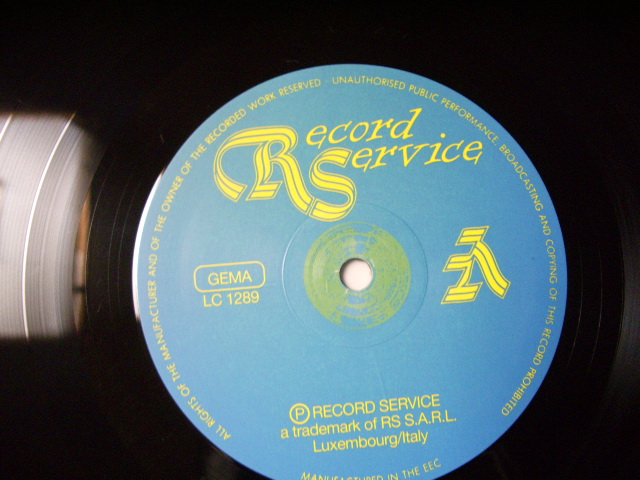 ALL RIGHTS OF THE MANUFACTURER AND OF THE OWNER OF THE RECORDED WORK RESERVED · UNAUTHORISED PUBLIC PERFORMANCE, BROADCASTING AND COPYING OF THIS RECORD PROHIBITED
Record
Service
A
GEMA
LC 1289
Ⓟ RECORD SERVICE
a trademark of RS S.A.R.L.
Luxembourg/Italy
MANUFACTURED IN THE EEC